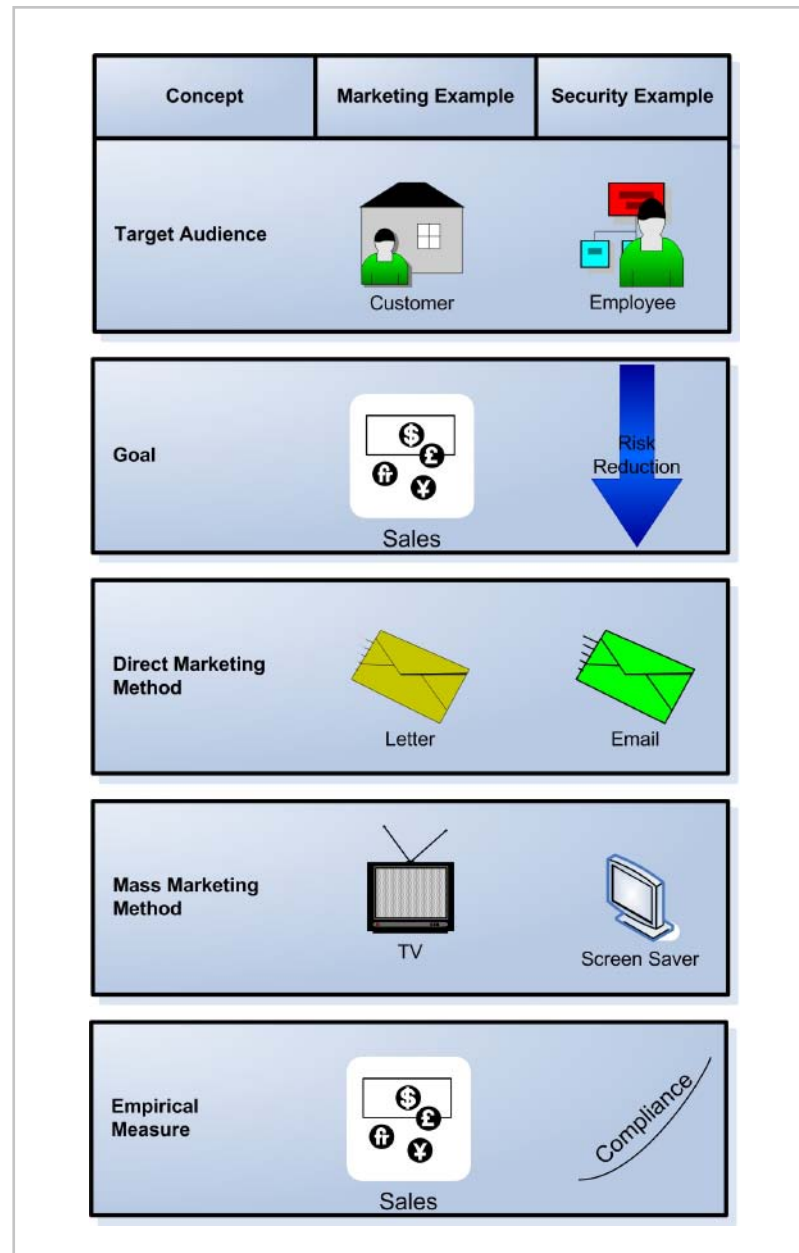 Concept
Marketing Example
Security Example
Target Audience
Customer
Employee
Goal
$
£
¥
Sales
Risk
Reduction
Direct Marketing
Method
Letter
Email
Mass Marketing
Method
TV
Screen Saver
Empirical
Measure
$
£
¥
Sales
Compliance